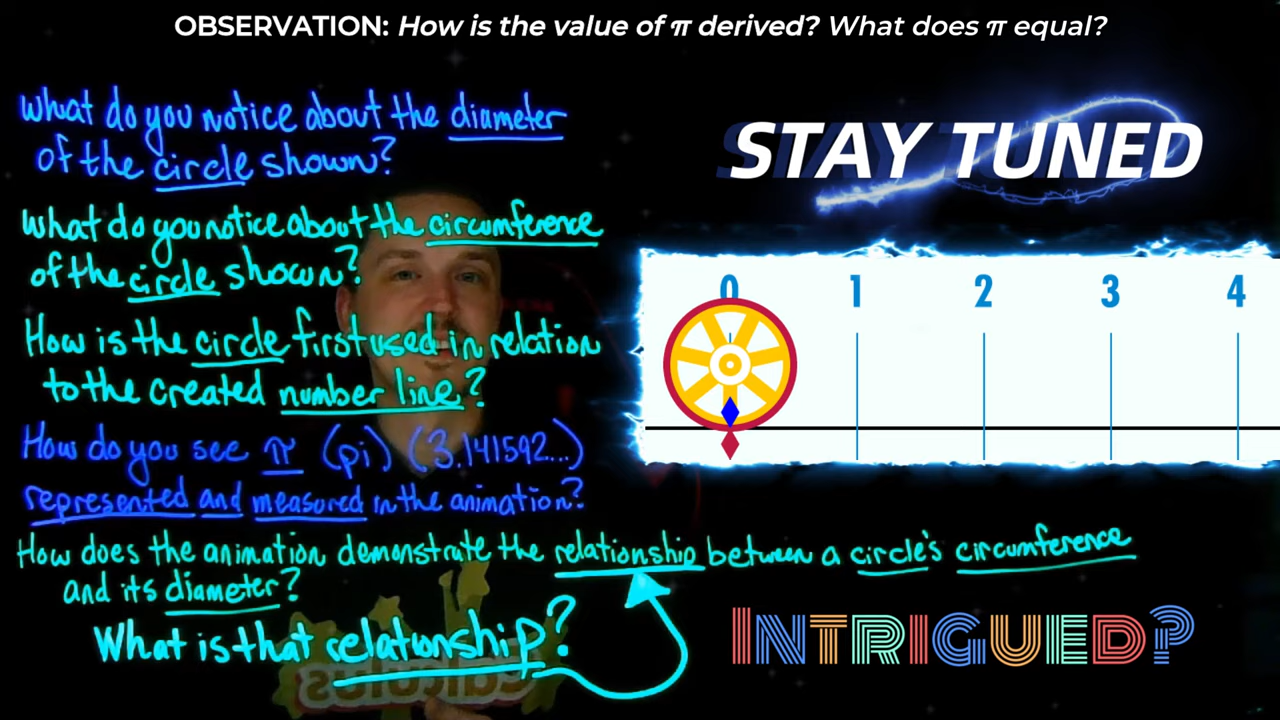 OBSERVATION: How is the value of π derived? What does π equal?
What do you notice about the diameter
of the circle shown?
What do you notice about the circumference
of the circle shown?
How is the circle first used in relation
to the created number line?
How do you see π (pi) (3.141592...)
represented and measured in the animation?
How does the animation demonstrate the relationship between a circle's circumference
and its diameter?
What is that relationship?
STAY TUNED
0 1 2 3 4
INTRIGUED?
calculus